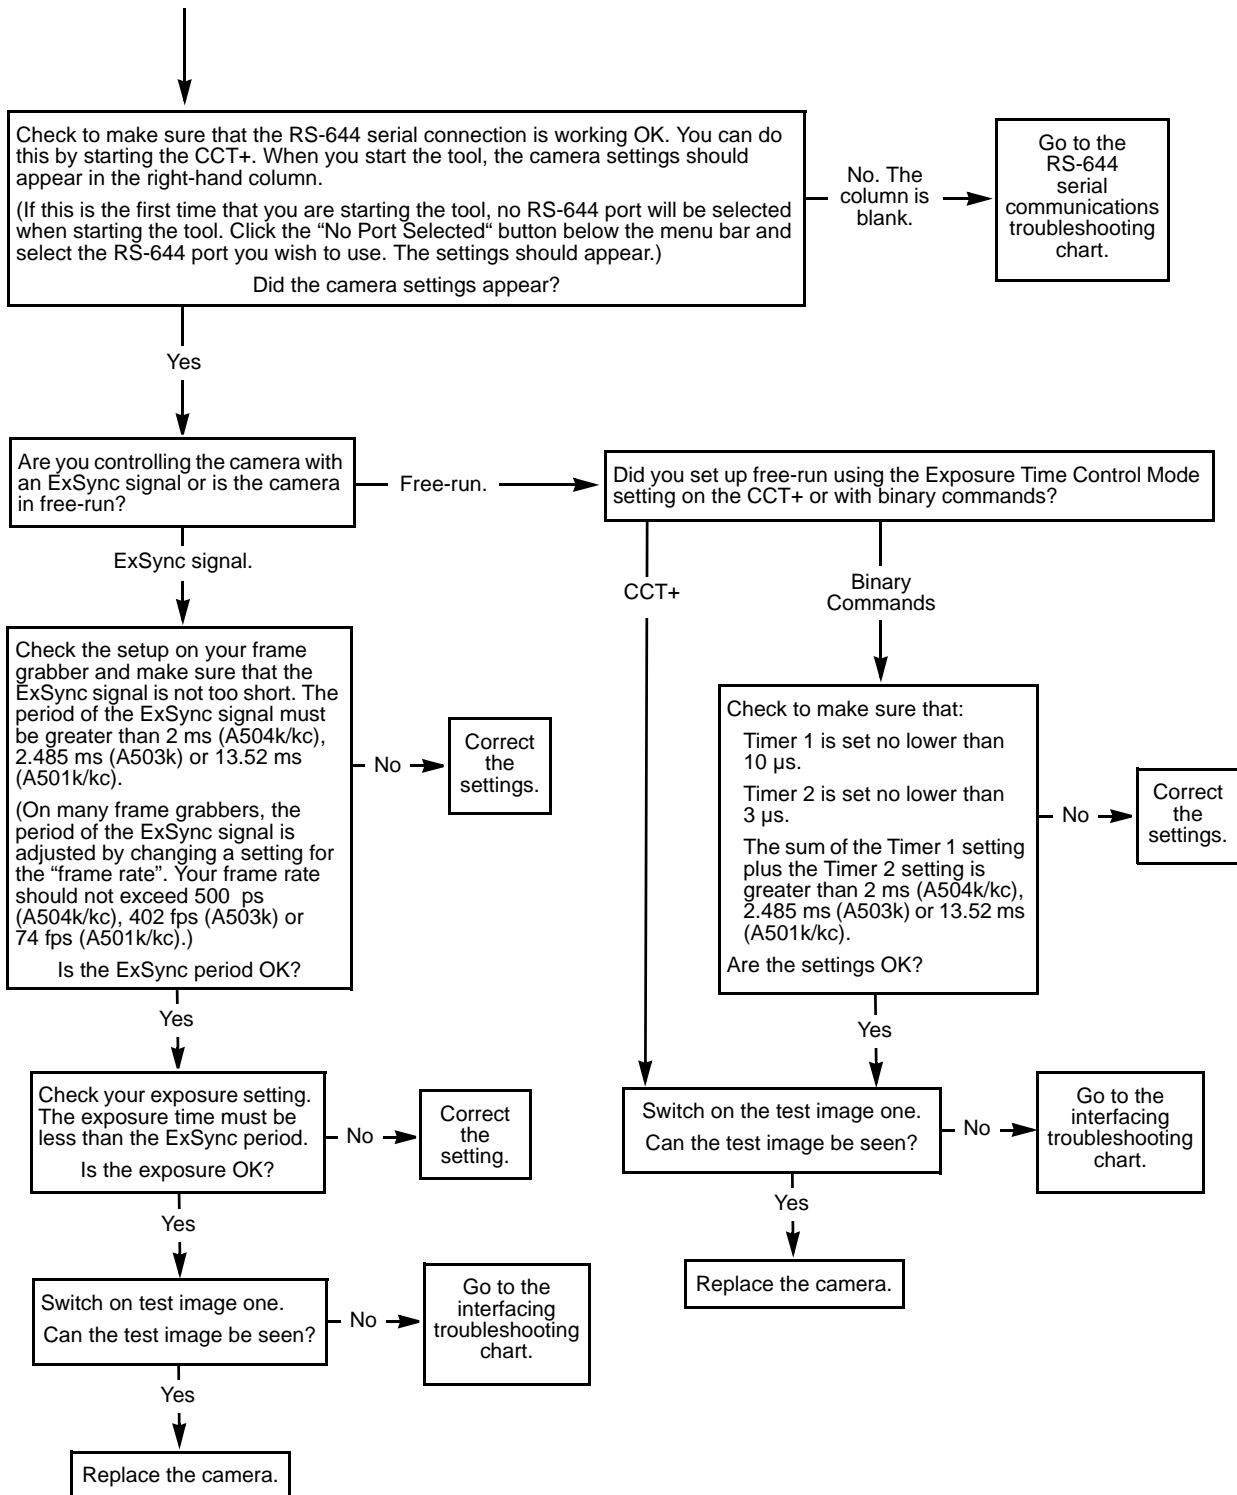 Check to make sure that the RS-644 serial connection is working OK. You can do
this by starting the CCT+. When you start the tool, the camera settings should
appear in the right-hand column.
(If this is the first time that you are starting the tool, no RS-644 port will be selected
when starting the tool. Click the “No Port Selected“ button below the menu bar and
select the RS-644 port you wish to use. The settings should appear.)
Did the camera settings appear?
No. The
column is
blank.
Go to the
RS-644
serial
communications
troubleshooting
chart.
Yes
Are you controlling the camera with
an ExSync signal or is the camera
in free-run?
Free-run.
Did you set up free-run using the Exposure Time Control Mode
setting on the CCT+ or with binary commands?
ExSync signal.
CCT+
Binary
Commands
Check the setup on your frame
grabber and make sure that the
ExSync signal is not too short. The
period of the ExSync signal must
be greater than 2 ms (A504k/kc),
2.485 ms (A503k) or 13.52 ms
(A501k/kc).
(On many frame grabbers, the
period of the ExSync signal is
adjusted by changing a setting for
the “frame rate”. Your frame rate
should not exceed 500  ps
(A504k/kc), 402 fps (A503k) or
74 fps (A501k/kc).)
Is the ExSync period OK?
No
Correct
the
settings.
Check to make sure that:
Timer 1 is set no lower than
10 µs.
Timer 2 is set no lower than
3 µs.
The sum of the Timer 1 setting
plus the Timer 2 setting is
greater than 2 ms (A504k/kc),
2.485 ms (A503k) or 13.52 ms
(A501k/kc).
Are the settings OK?
No
Correct
the
settings.
Yes
Yes
Check your exposure setting.
The exposure time must be
less than the ExSync period.
Is the exposure OK?
No
Correct
the
setting.
Switch on the test image one.
Can the test image be seen?
No
Go to the
interfacing
troubleshooting
chart.
Yes
Yes
Replace the camera.
Switch on test image one.
Can the test image be seen?
No
Go to the
interfacing
troubleshooting
chart.
Yes
Replace the camera.